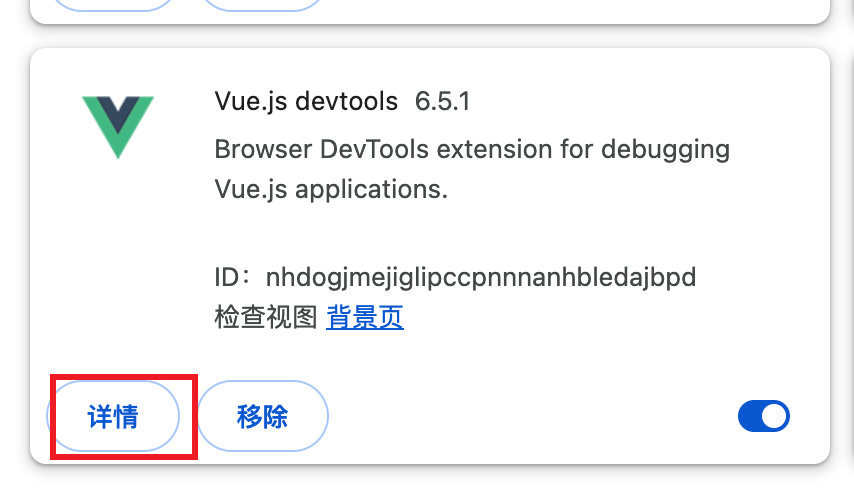 Vue.js devtools 6.5.1
Browser DevTools extension for debugging
Vue.js applications.
ID：nhdogjmejiglipccpnnnanhbledajbpd
检查视图 背景页
详情 移除